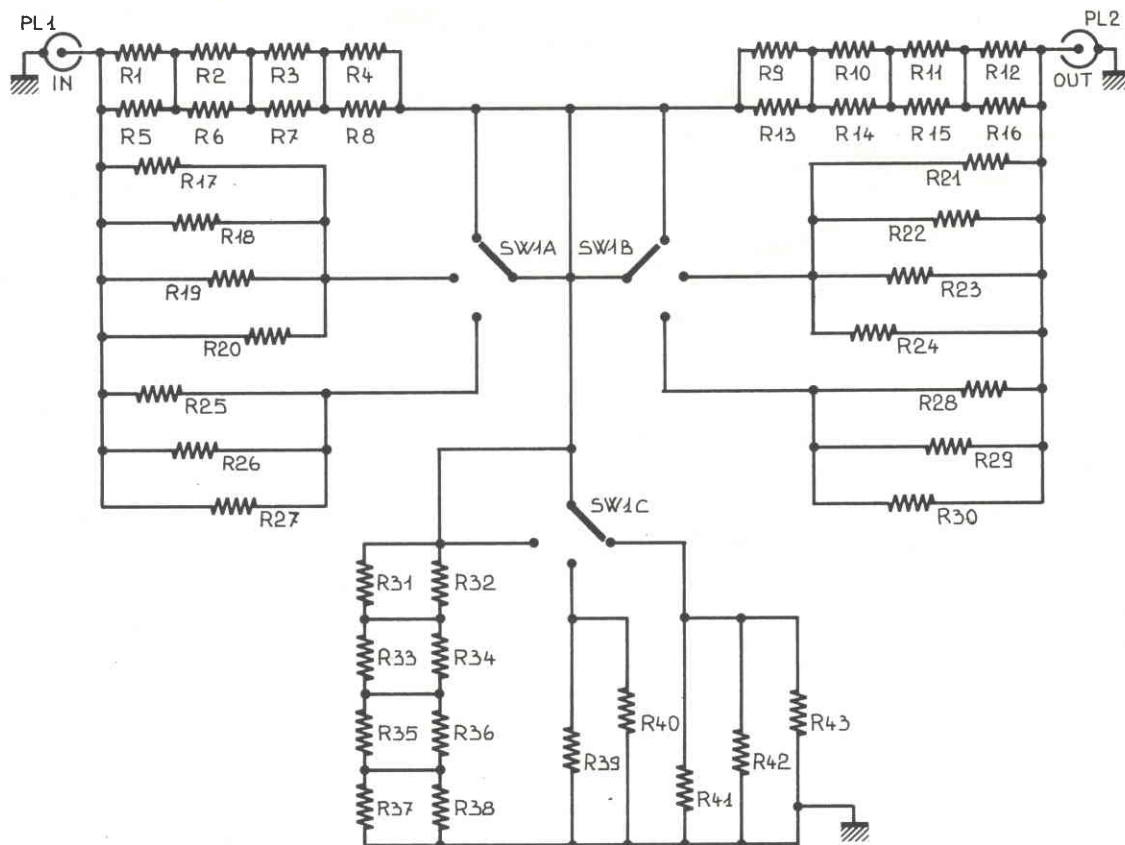 PL1
PL2
IN
OUT
R1 R2 R3 R4
R9 R10 R11 R12
R5 R6 R7 R8
R13 R14 R15 R16
R17
R21
R18
R22
SW1A SW1B
R19
R23
R20
R24
R25
R28
R26
R29
R27
R30
SW1C
R31 R32
R33 R34
R35 R36
R40
R43
R39
R42
R37 R38
R41